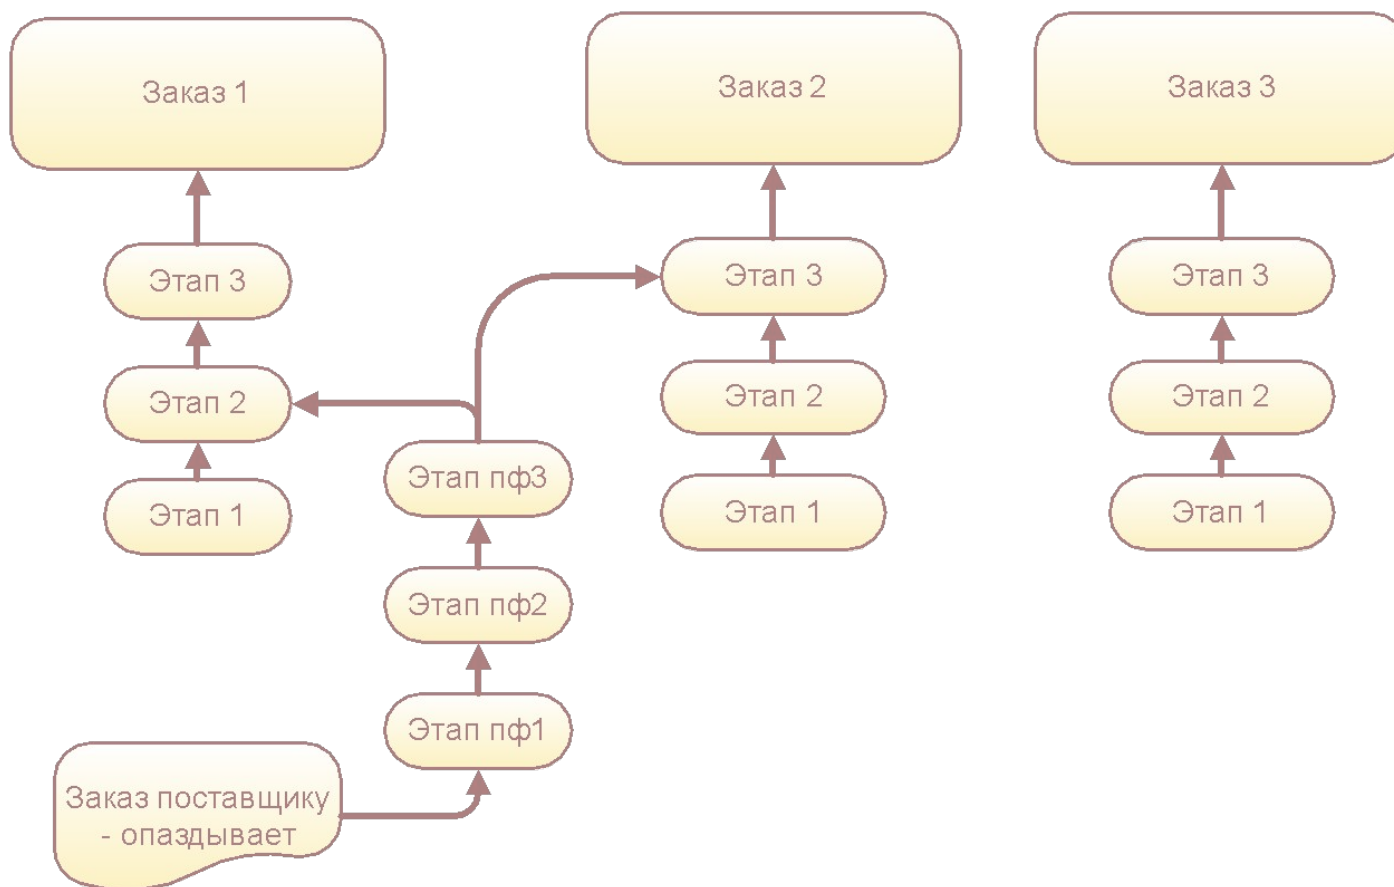 Заказ 1
Заказ 2
Заказ 3
Этап 3
Этап 3
Этап 3
Этап 2
Этап 2
Этап 2
Этап пф3
Этап 1
Этап 1
Этап 1
Этап пф2
Этап пф1
Заказ поставщику
- опаздывает